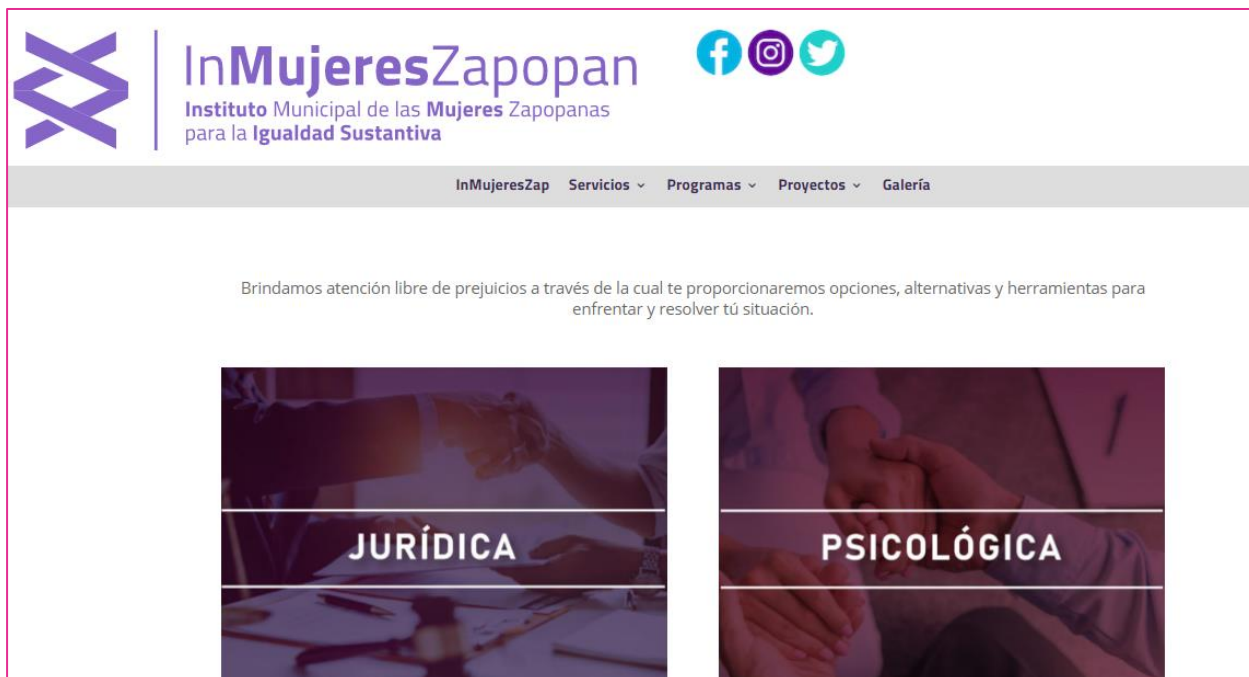 InMujeresZapopan
Instituto Municipal de las Mujeres Zapopanas
para la Igualdad Sustantiva
InMujeresZap Servicios Programas Proyectos Galería
Brindamos atención libre de prejuicios a través de la cual te proporcionaremos opciones, alternativas y herramientas para
enfrentar y resolver tú situación.
JURÍDICA
PSICOLÓGICA